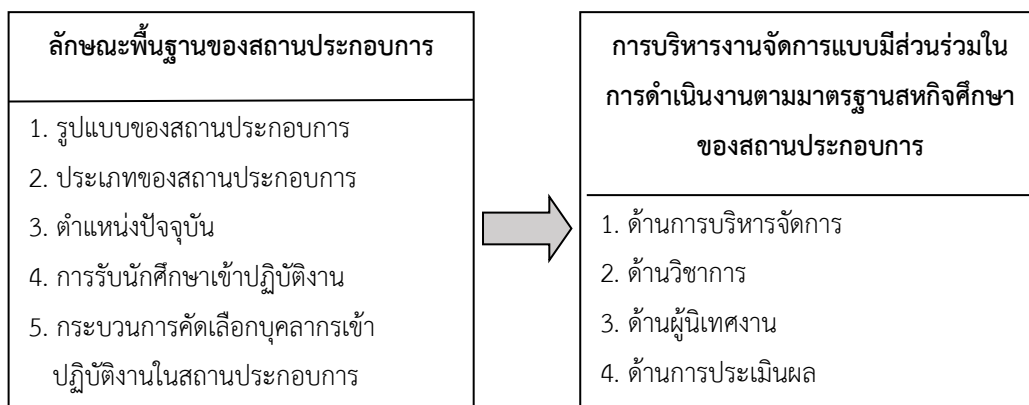 ลักษณะพื้นฐานของสถานประกอบการ
1. รูปแบบของสถานประกอบการ
2. ประเภทของสถานประกอบการ
3. ตำแหน่งปัจจุบัน
4. การรับนักศึกษาเข้าปฏิบัติงาน
5. กระบวนการคัดเลือกบุคลากรเข้า
ปฏิบัติงานในสถานประกอบการ
การบริหารงานจัดการแบบมีส่วนร่วมใน
การดำเนินงานตามมาตรฐานสหกิจศึกษา
ของสถานประกอบการ
1. ด้านการบริหารจัดการ
2. ด้านวิชาการ
3. ด้านผู้นิเทศงาน
4. ด้านการประเมินผล